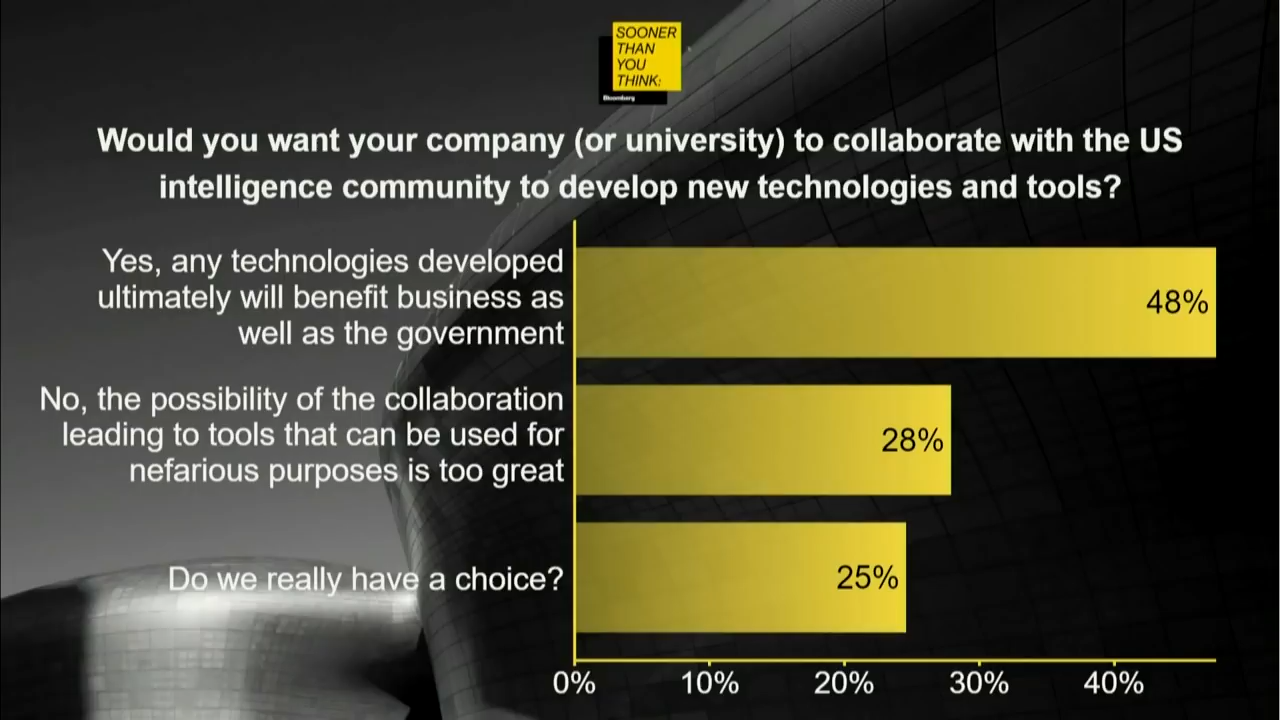 SOONER
THAN
YOU
THINK:
Bloomberg
Would you want your company (or university) to collaborate with the US
intelligence community to develop new technologies and tools?
Yes, any technologies developed
ultimately will benefit business as
well as the government
48%
No, the possibility of the collaboration
leading to tools that can be used for
nefarious purposes is too great
28%
Do we really have a choice?
25%
0% 10% 20% 30% 40%